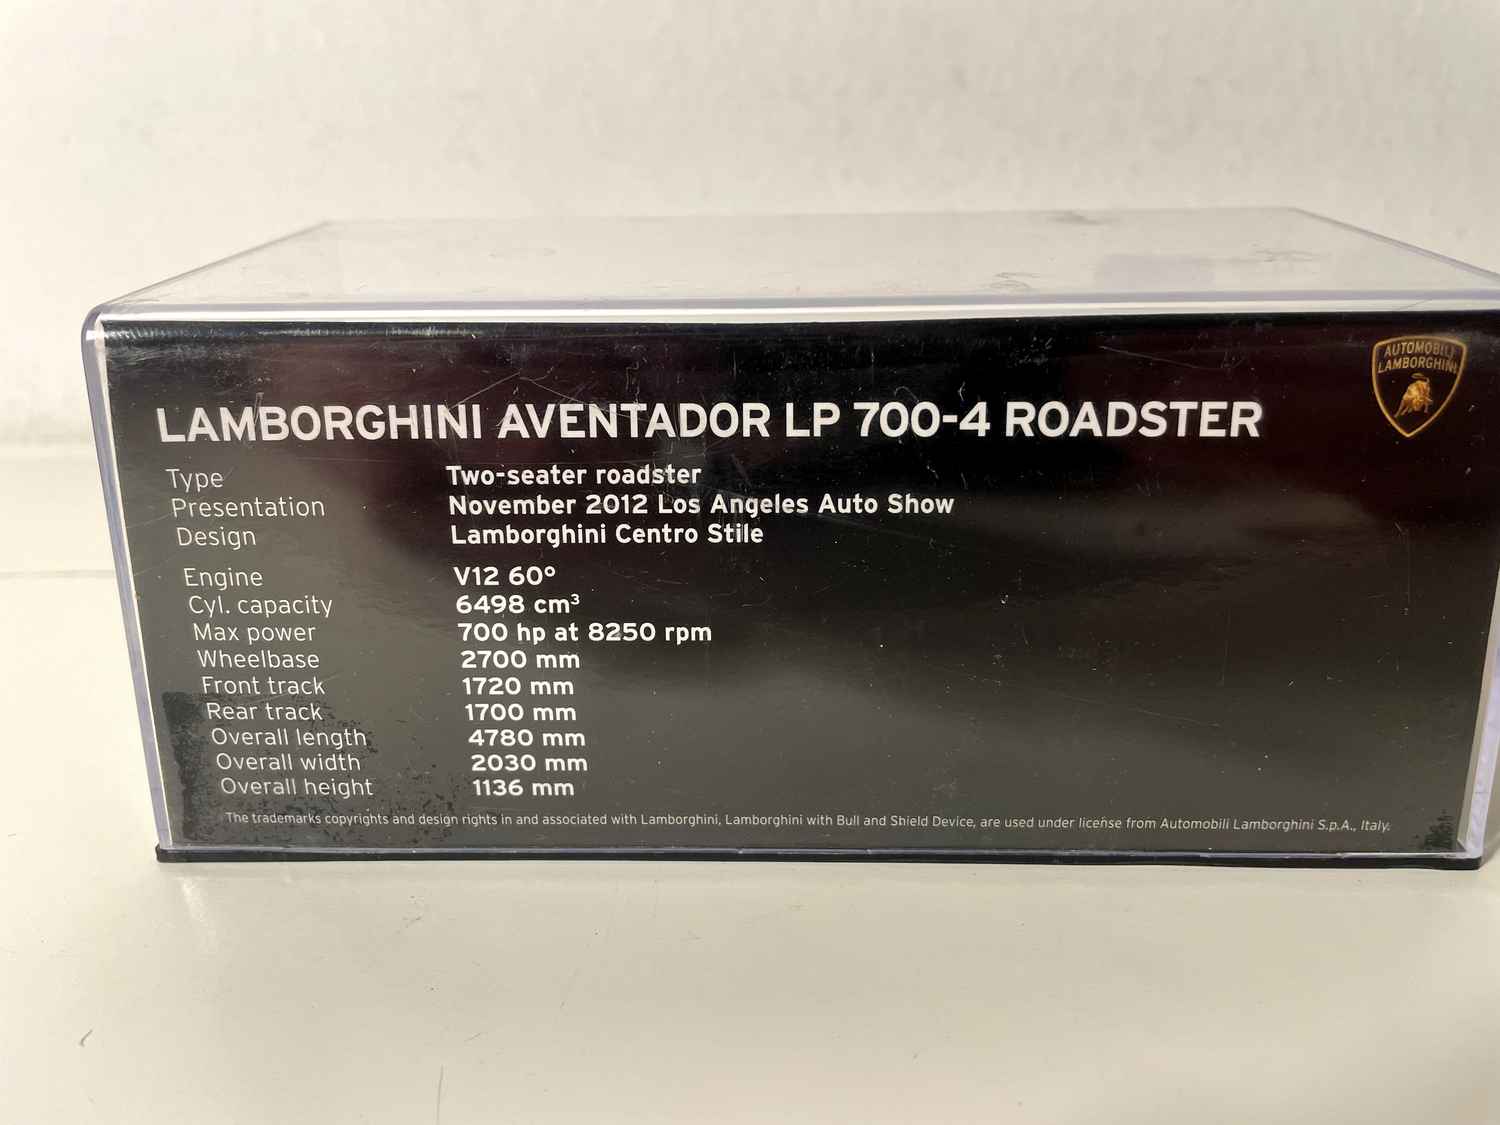 AUTOMOBILI
LAMBORGHINI
LAMBORGHINI AVENTADOR LP 700-4 ROADSTER
Type Two-seater roadster
Presentation November 2012 Los Angeles Auto Show
Design Lamborghini Centro Stile
Engine V12 60°
Cyl. capacity 6498 cm³
Max power 700 hp at 8250 rpm
Wheelbase 2700 mm
Front track 1720 mm
Rear track 1700 mm
Overall length 4780 mm
Overall width 2030 mm
Overall height 1136 mm
The trademarks copyrights and design rights in and associated with Lamborghini, Lamborghini with Bull and Shield Device, are used under license from Automobili Lamborghini S.p.A., Italy.